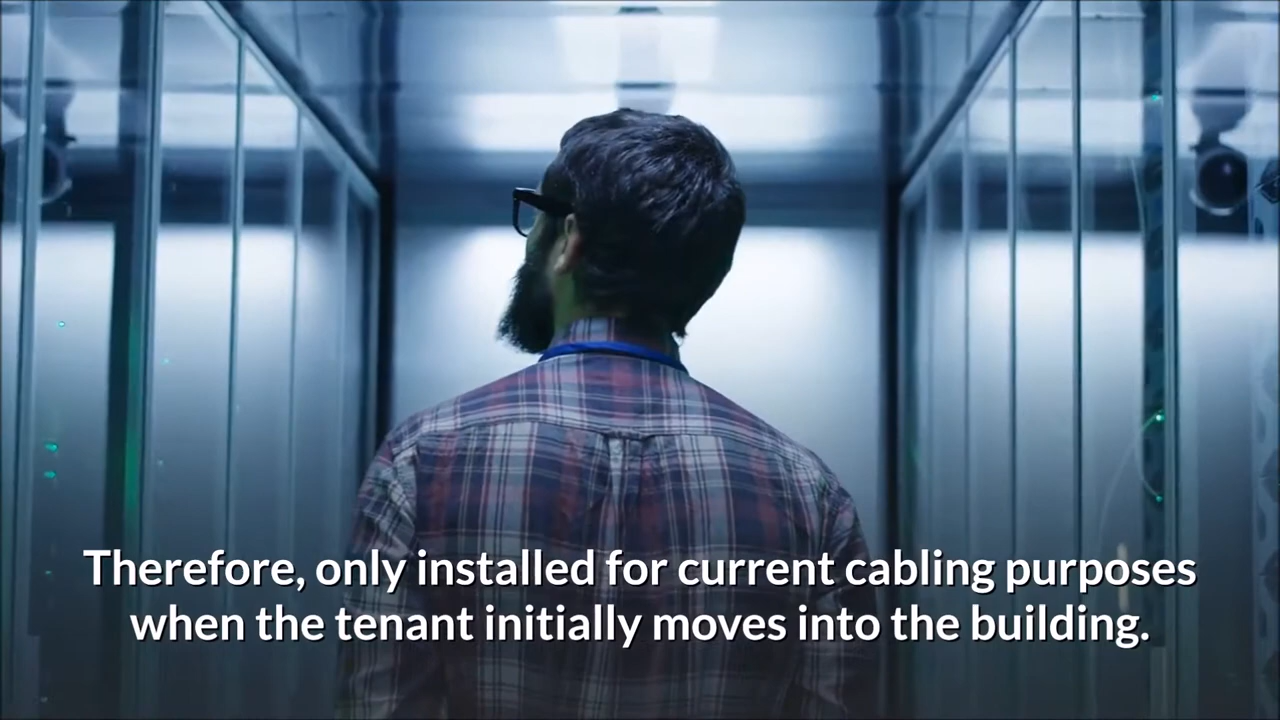 Therefore, only installed for current cabling purposes
when the tenant initially moves into the building.